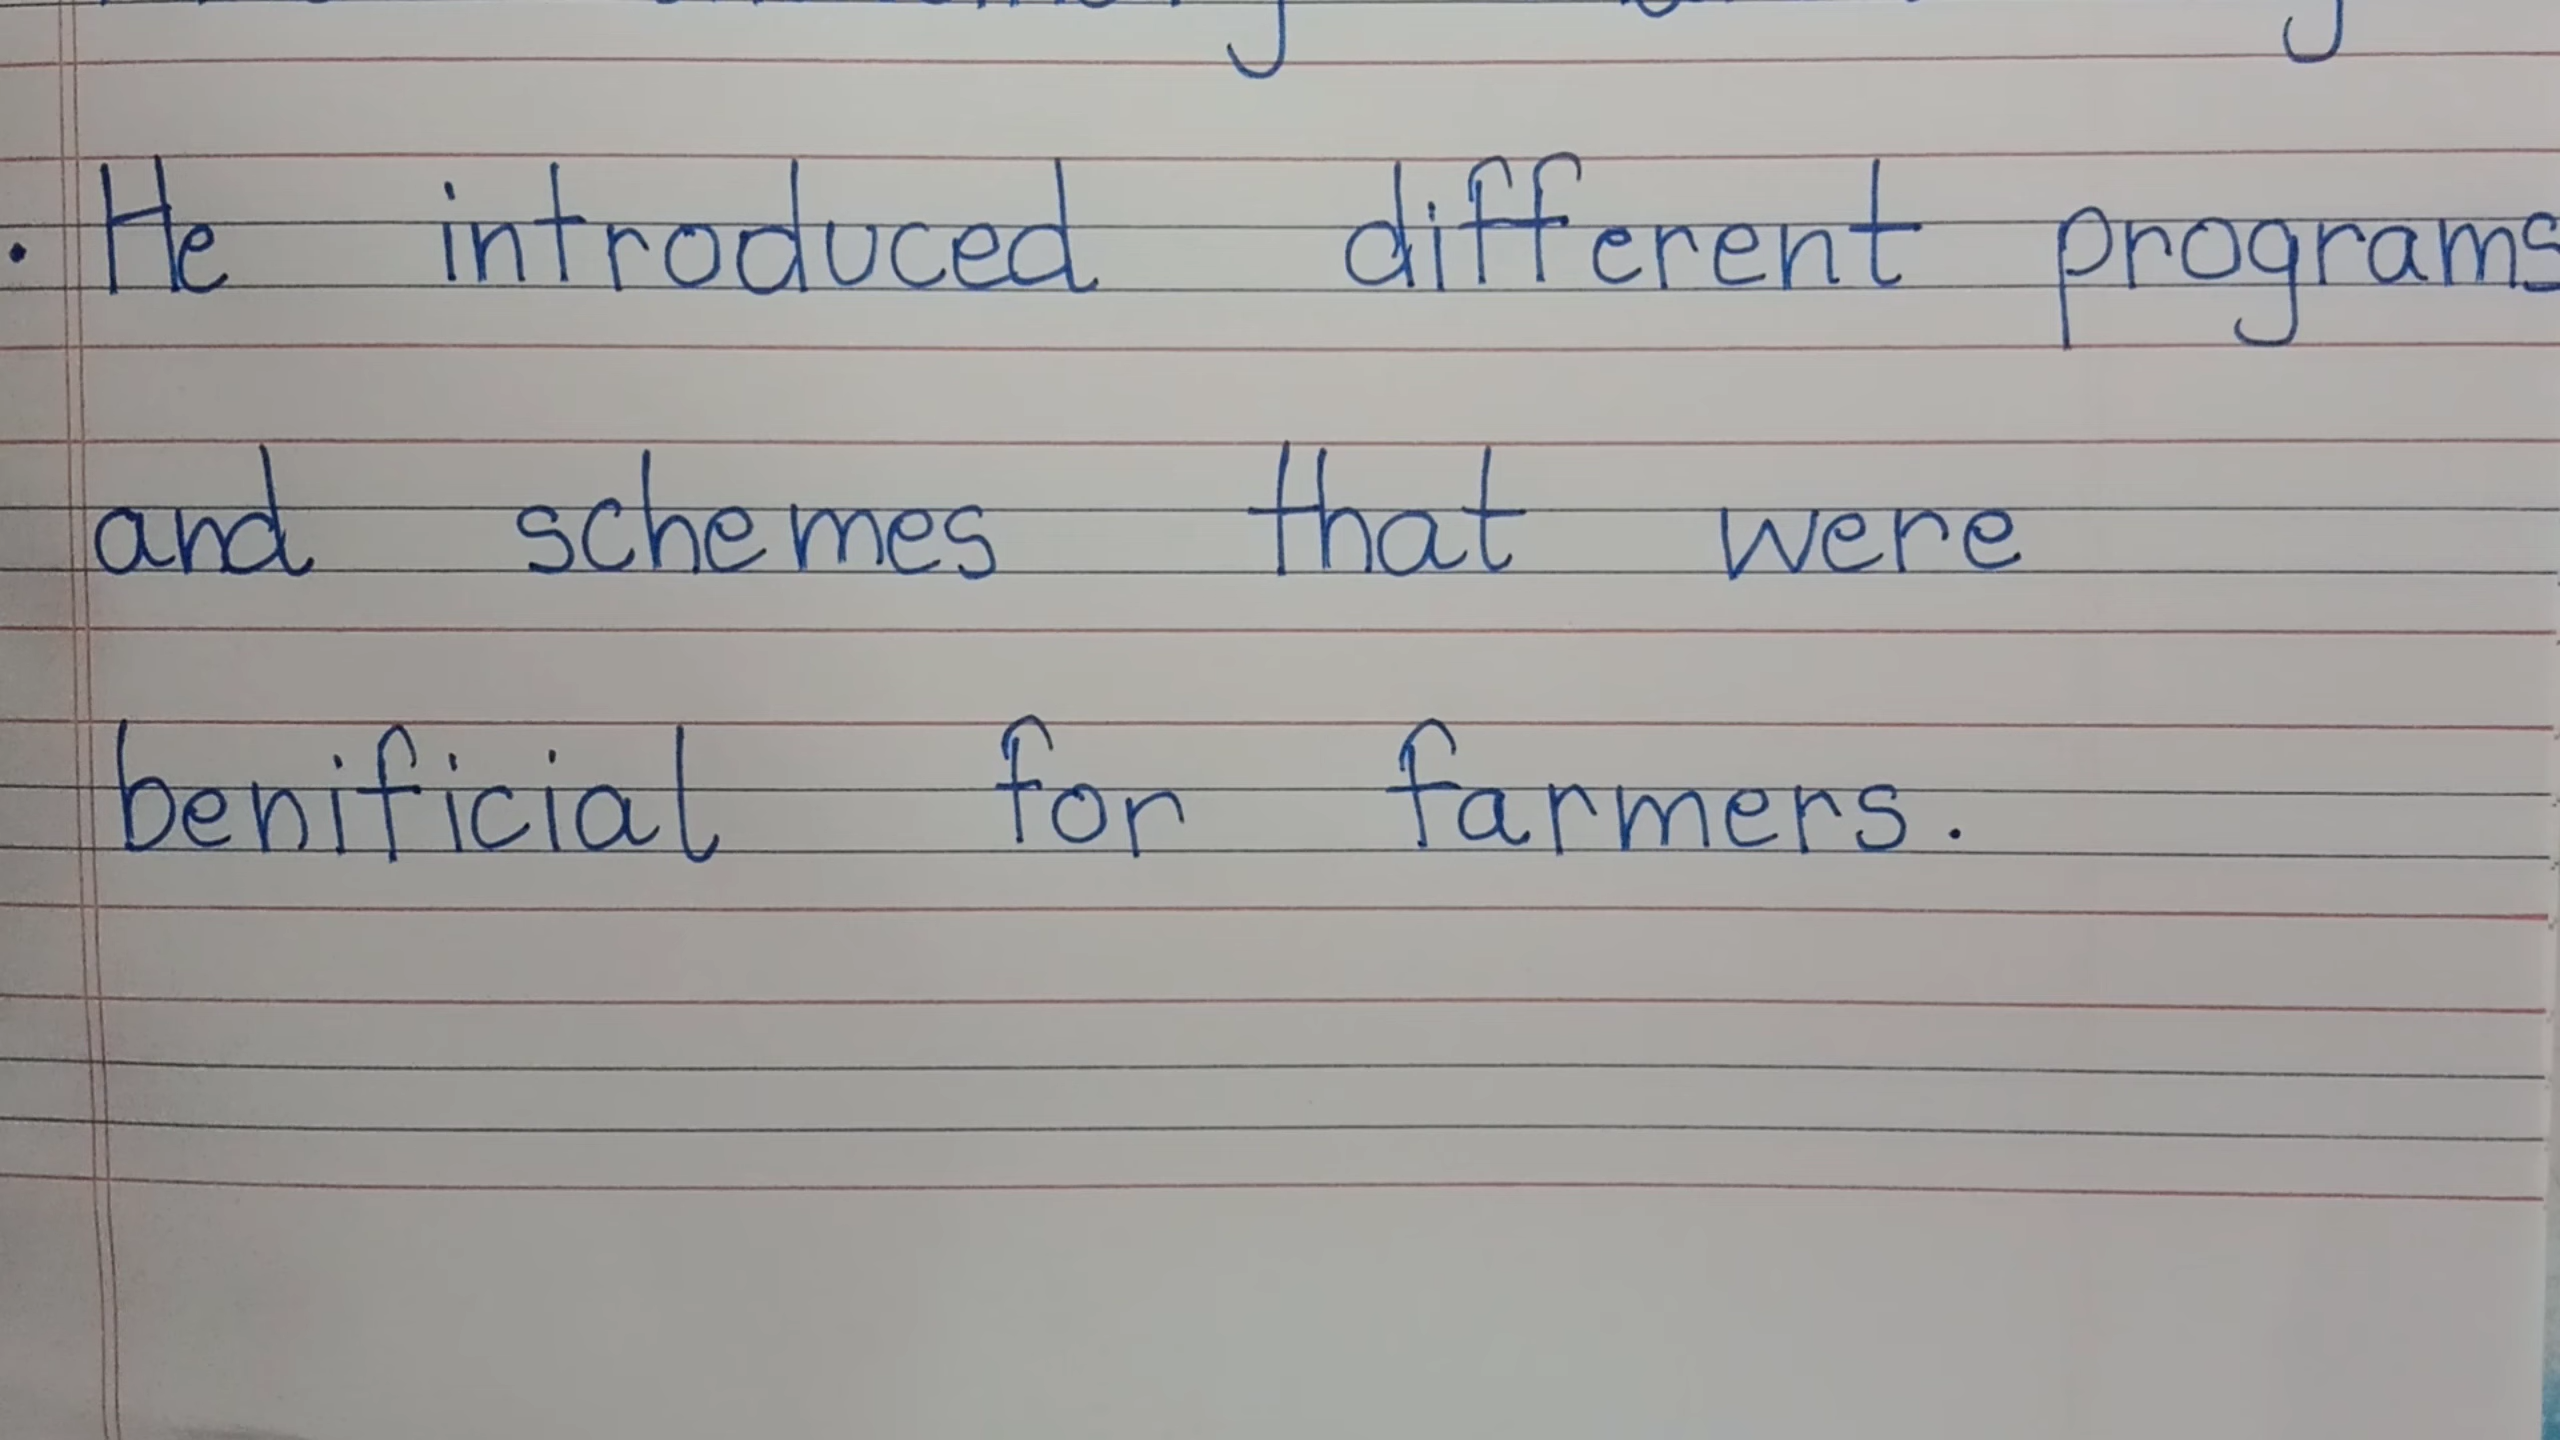 . He introduced different programs
and schemes that were
benificial for farmers.